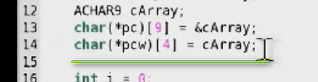 12 ACHAR9 cArray;
13 char(*pc)[9] = &cArray;
14 char(*pcw)[4] = cArray;
15
16 int i = 0;